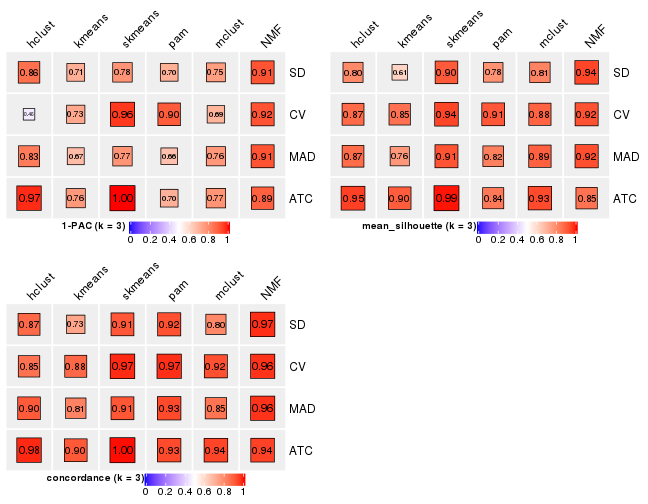 hclust kmeans skmeans pam mclust NMF
0.86 0.71 0.78 0.70 0.75 0.91 SD
0.73 0.96 0.90 0.69 0.92 CV
0.83 0.67 0.77 0.66 0.76 0.91 MAD
0.97 0.76 1.00 0.70 0.77 0.89 ATC
1-PAC (k = 3)
0 0.2 0.4 0.6 0.8 1
hclust kmeans skmeans pam mclust NMF
0.80 0.61 0.90 0.78 0.81 0.94 SD
0.87 0.85 0.94 0.91 0.88 0.92 CV
0.87 0.76 0.91 0.82 0.89 0.92 MAD
0.95 0.90 0.99 0.84 0.93 0.85 ATC
mean_silhouette (k = 3)
0 0.2 0.4 0.6 0.8 1
hclust kmeans skmeans pam mclust NMF
0.87 0.73 0.91 0.92 0.80 0.97 SD
0.85 0.88 0.97 0.97 0.92 0.96 CV
0.90 0.81 0.91 0.93 0.85 0.96 MAD
0.98 0.90 1.00 0.93 0.94 0.94 ATC
concordance (k = 3)
0 0.2 0.4 0.6 0.8 1